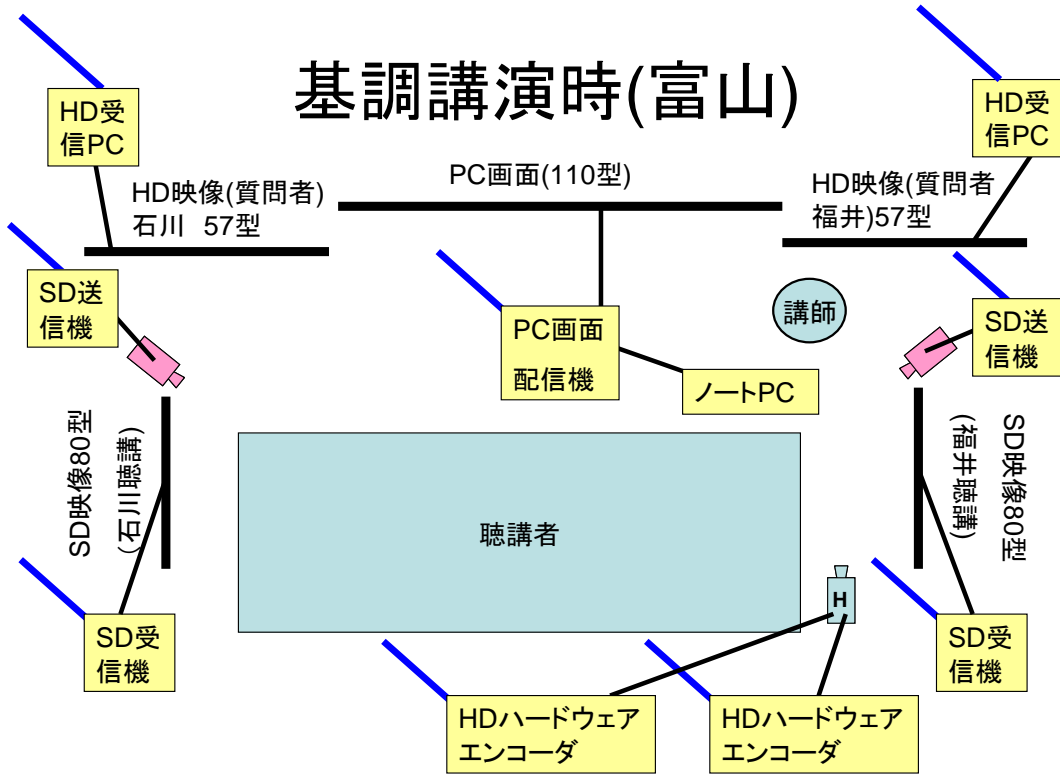 基調講演時(富山)
HD受
信PC
HD映像(質問者)
石川 57型
PC画面(110型)
HD映像(質問者
福井)57型
HD受
信PC
SD送
信機
PC画面
配信機
ノートPC
講師
SD送
信機
SD映像80型
(石川聴講)
聴講者
SD映像80型
(福井聴講)
H
SD受
信機
HDハードウェア
エンコーダ
HDハードウェア
エンコーダ
SD受
信機